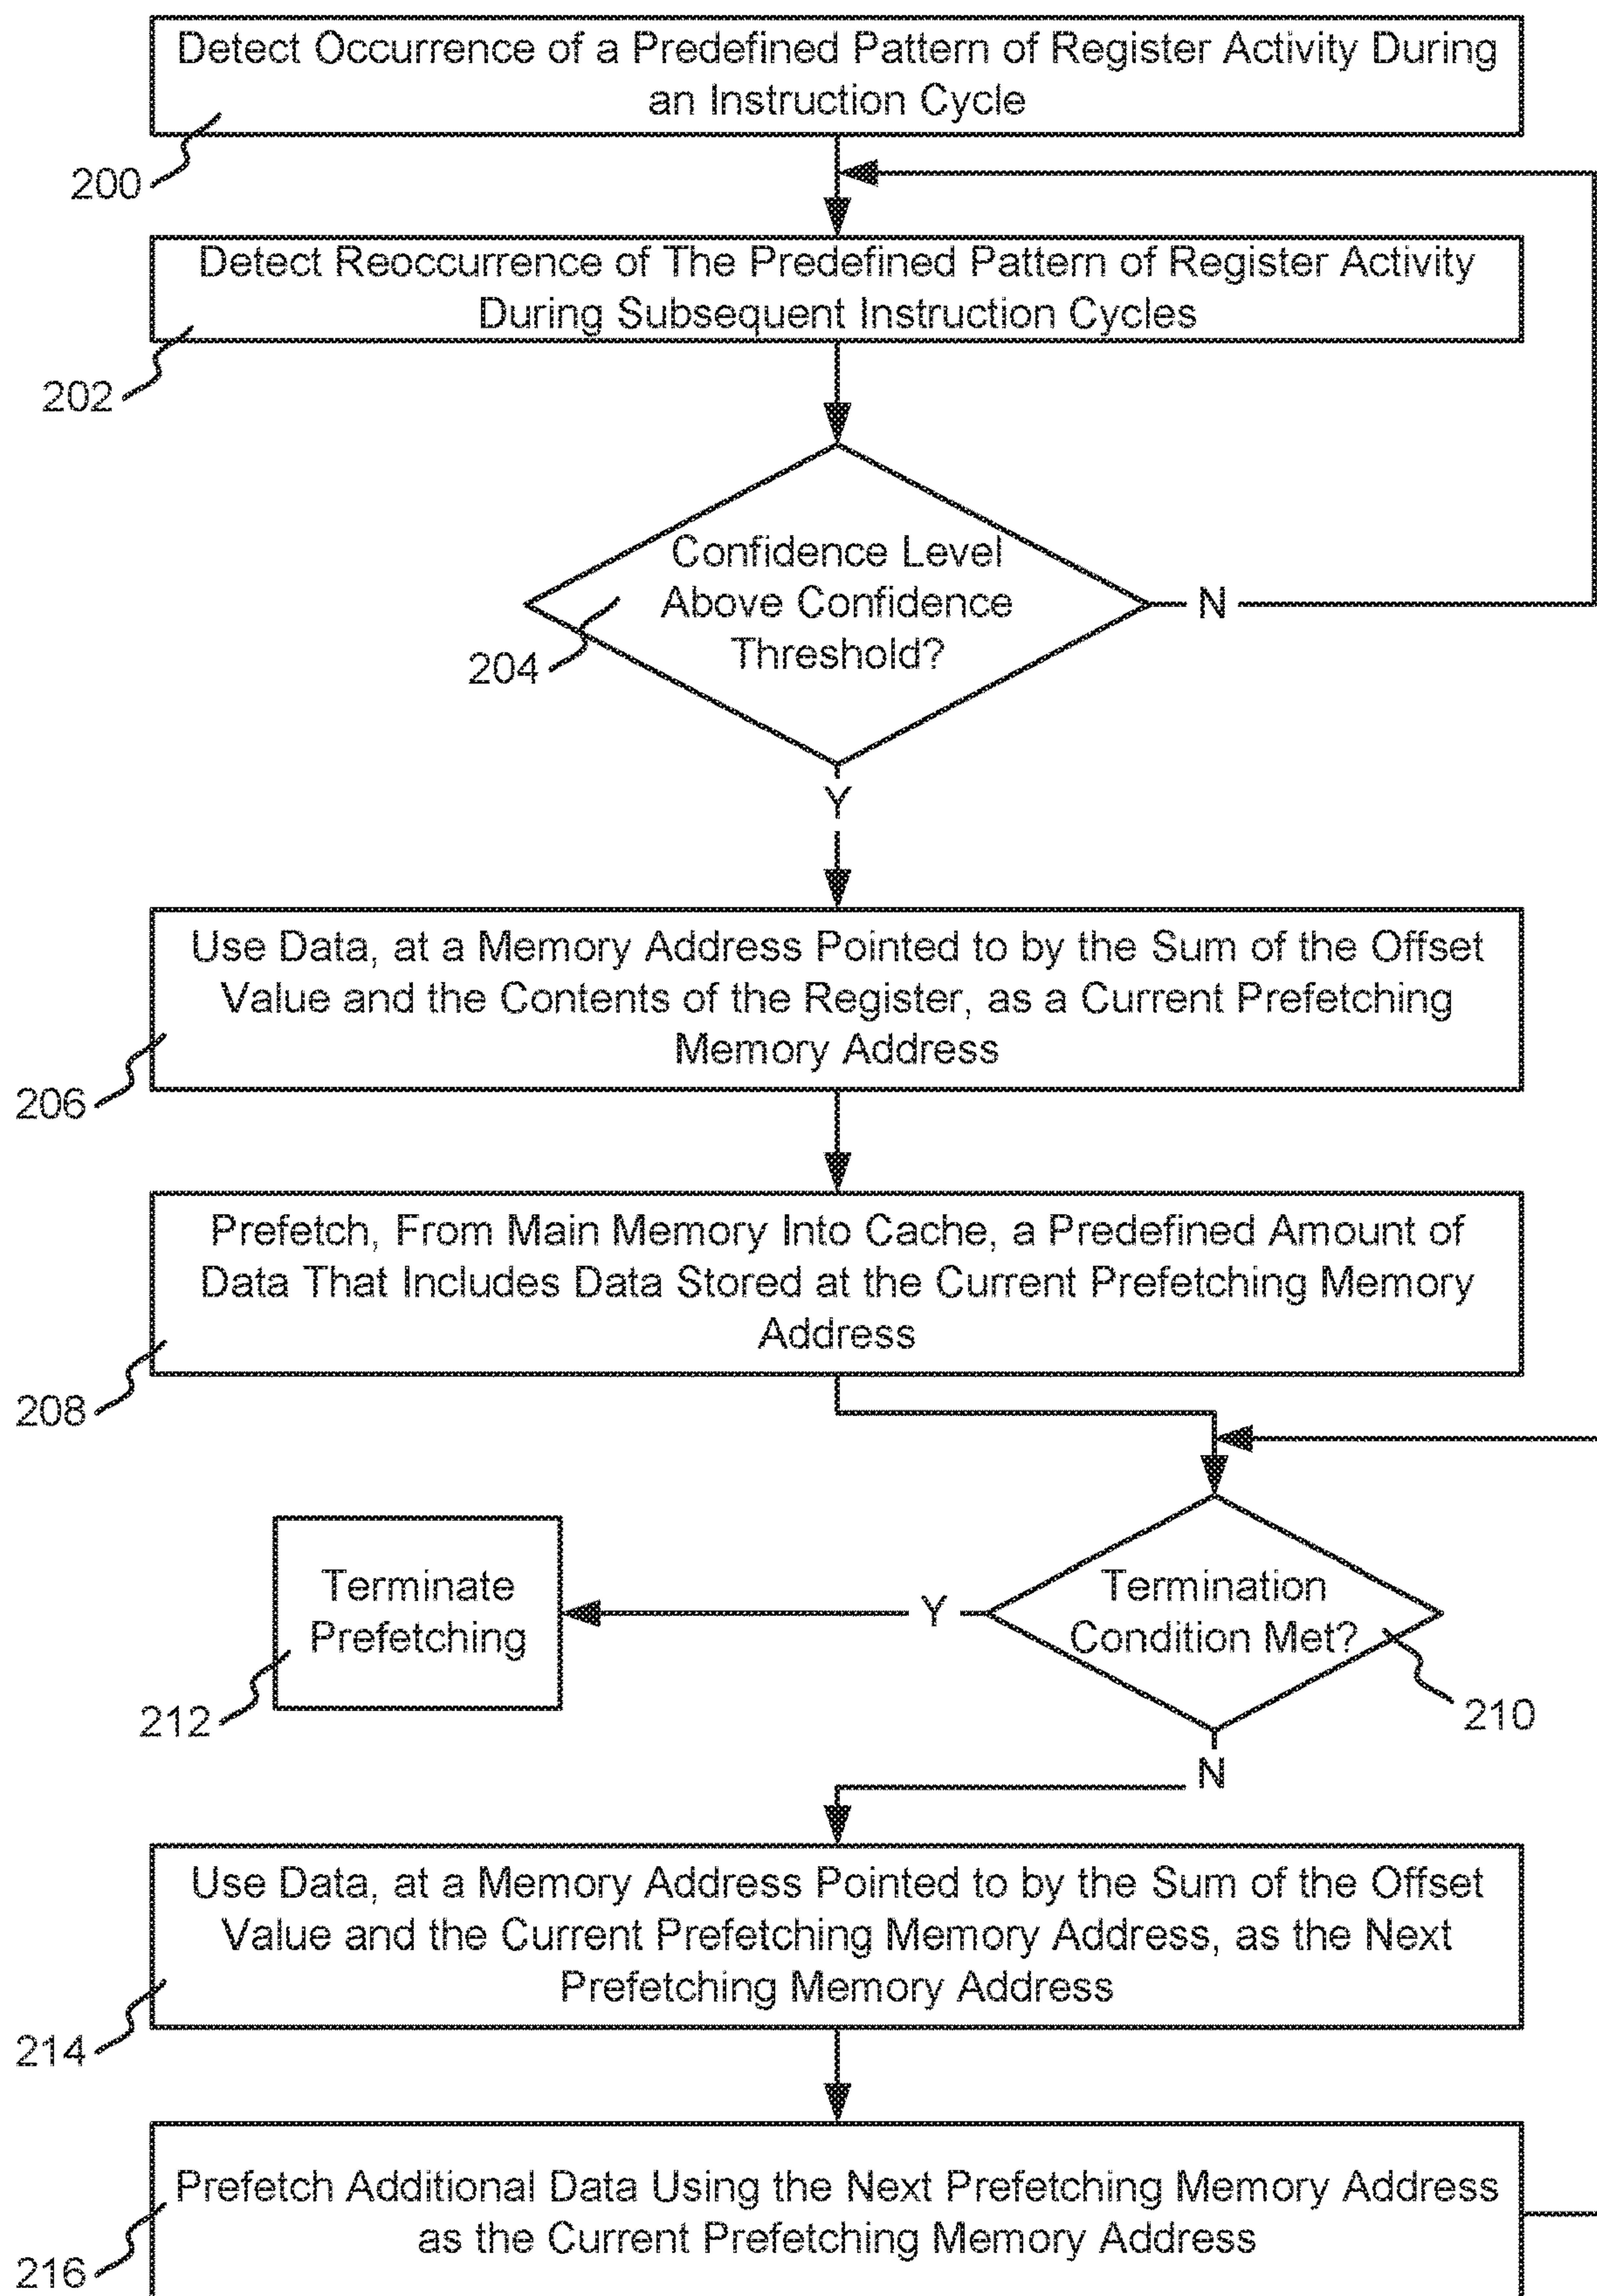 Detect Occurrence of a Predefined Pattern of Register Activity During
an Instruction Cycle
200
Detect Reoccurrence of The Predefined Pattern of Register Activity
During Subsequent Instruction Cycles
202
Confidence Level
Above Confidence
Threshold?
N
204
Y
Use Data, at a Memory Address Pointed to by the Sum of the Offset
Value and the Contents of the Register, as a Current Prefetching
Memory Address
206
Prefetch, From Main Memory Into Cache, a Predefined Amount of
Data That Includes Data Stored at the Current Prefetching Memory
Address
208
Terminate
Prefetching
Y
Termination
Condition Met?
212
210
N
Use Data, at a Memory Address Pointed to by the Sum of the Offset
Value and the Current Prefetching Memory Address, as the Next
Prefetching Memory Address
214
Prefetch Additional Data Using the Next Prefetching Memory Address
as the Current Prefetching Memory Address
216